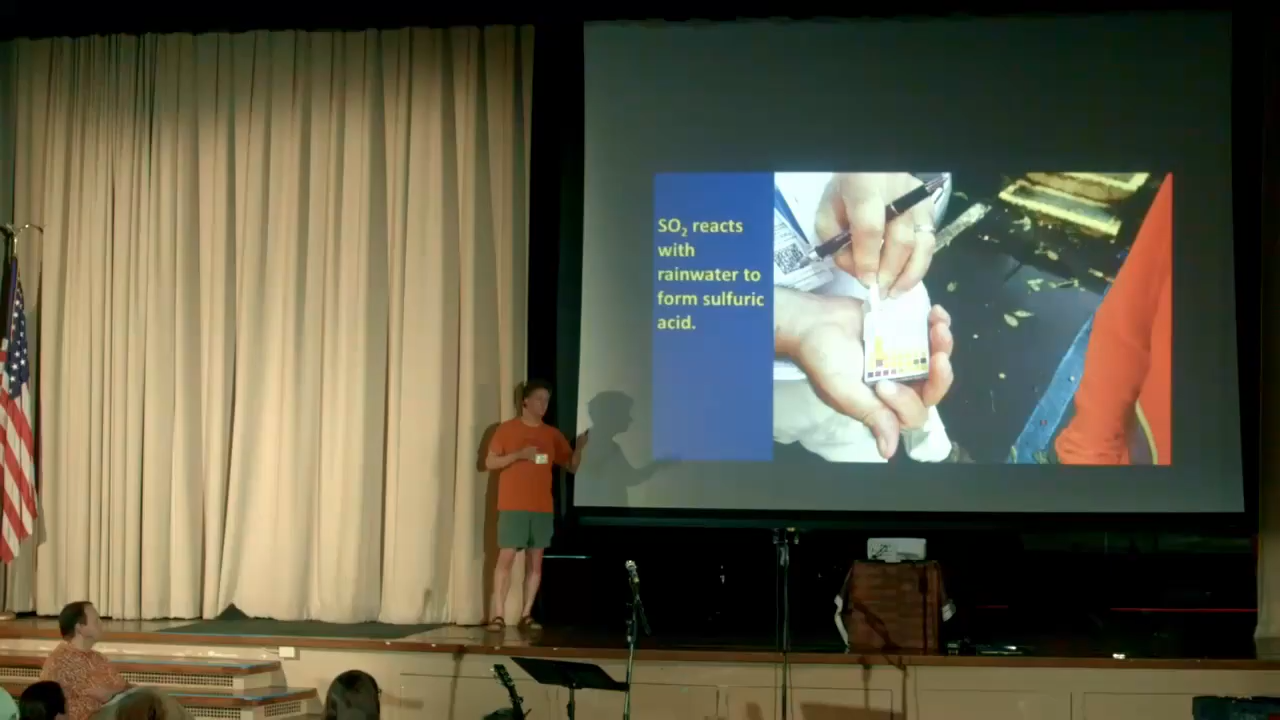 SO₂ reacts
with
rainwater to
form sulfuric
acid.